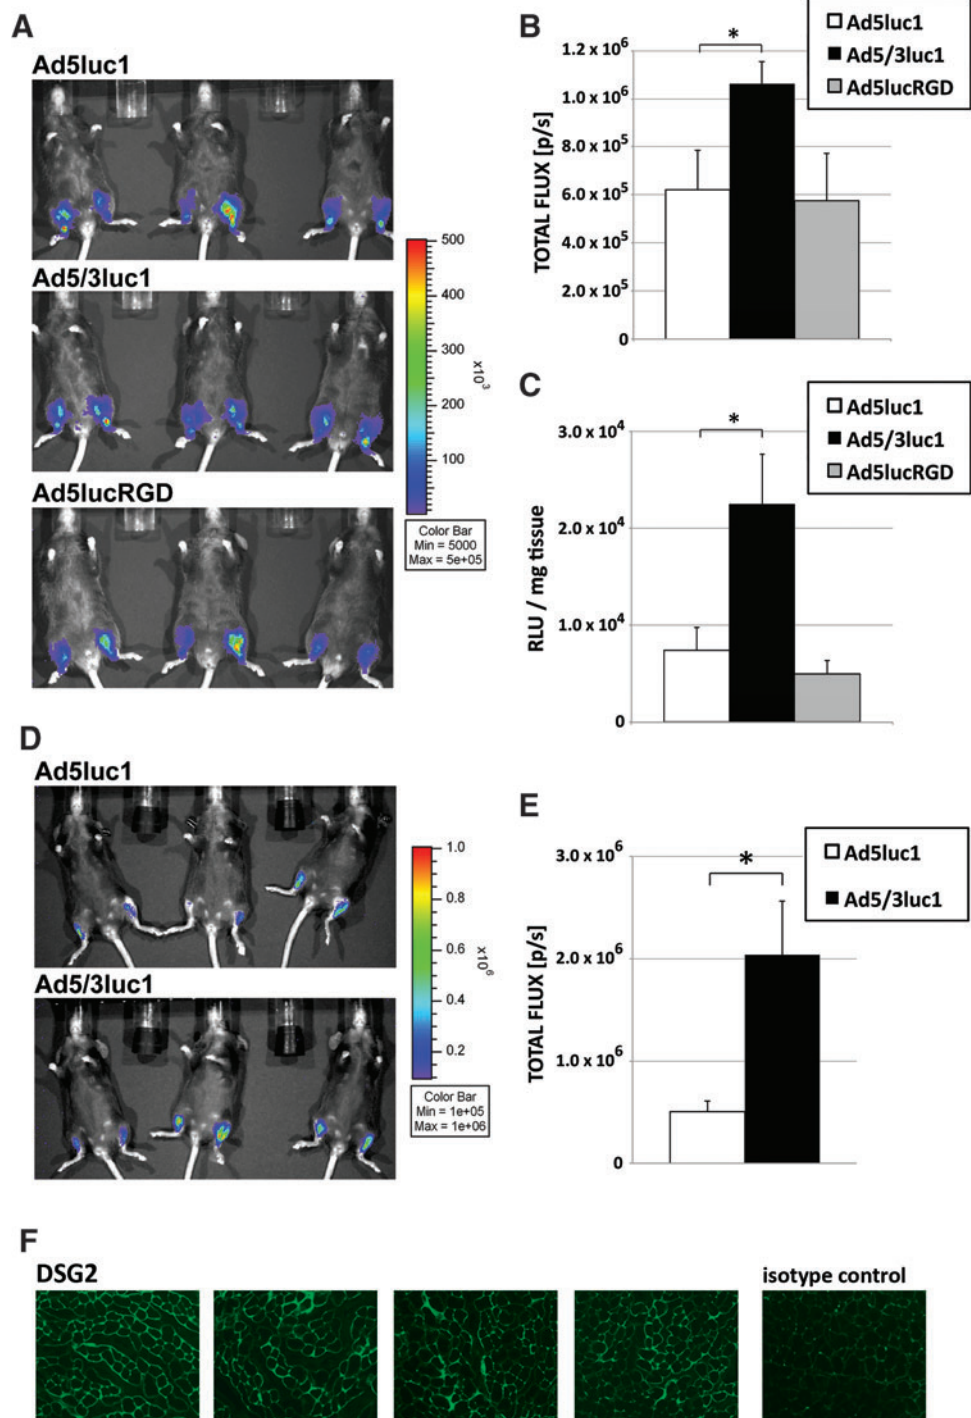 A
Ad5luc1
Ad5/3luc1
Ad5lucRGD
500
400
300
200
100
x10³
Color Bar
Min = 5000
Max = 5e+05
B
Ad5luc1
Ad5/3luc1
Ad5lucRGD
*
TOTAL FLUX [p/s]
1.2 x 10⁶
1.0 x 10⁶
8.0 x 10⁵
6.0 x 10⁵
4.0 x 10⁵
2.0 x 10⁵
0
C
Ad5luc1
Ad5/3luc1
Ad5lucRGD
*
RLU / mg tissue
3.0 x 10⁴
2.0 x 10⁴
1.0 x 10⁴
0
D
Ad5luc1
Ad5/3luc1
1.0
0.8
0.6
0.4
0.2
x10⁶
Color Bar
Min = 1e+05
Max = 1e+06
E
Ad5luc1
Ad5/3luc1
*
TOTAL FLUX [p/s]
3.0 x 10⁶
2.0 x 10⁶
1.0 x 10⁶
0
F
DSG2
isotype control